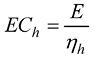 EC_h = E / η_h